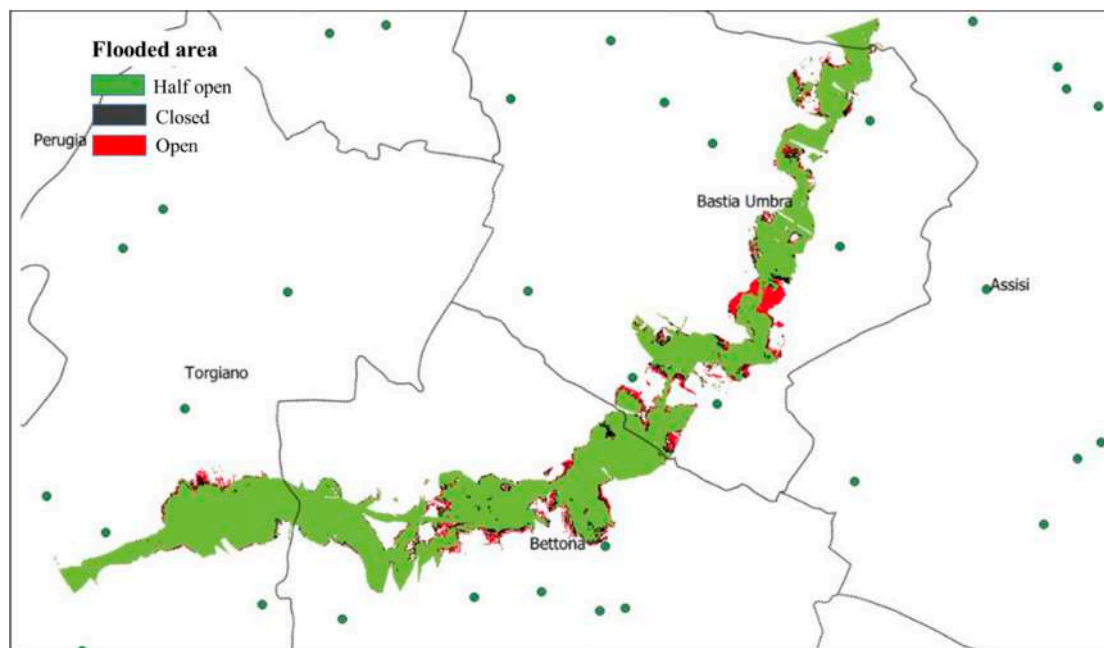 Flooded area
Half open
Closed
Open
Perugia
Bastia Umbra
Assisi
Torgiano
Bettona